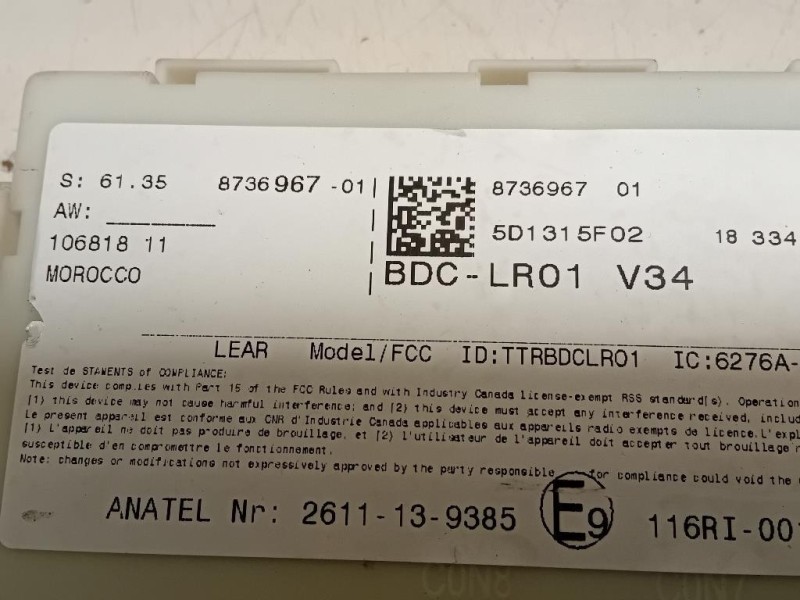 S: 61.35 8736967-01
AW:
106818 11
MOROCCO
8736967 01
5D1315F02 18 334
BDC-LR01 V34
LEAR Model/FCC ID:TTRBDCLR01 IC:6276A-
Test de STAWENTS of COMPLIANCE:
This device complies with Part 15 of the FCC Rules and with Industry Canada license-exempt RSS standard(s). Operation
(1) this device may not cause harmful interference; and (2) this device must accept any interference received, includ
Le present appareil est conforme aux CNR d'Industrie Canada applicables aux appareils radio exempts de licence. L'expl
(1) L'appareil ne doit pas produire de brouillage, et (2) l'utilisateur de l'appareil doit accepter tout brouillage r
susceptible d'en compromettre le fonctionnement.
Note: changes or modifications not expressively approved by the party responsible for compliance could void the
ANATEL Nr: 2611-13-9385 E9 116RI-001
CON8 CON7